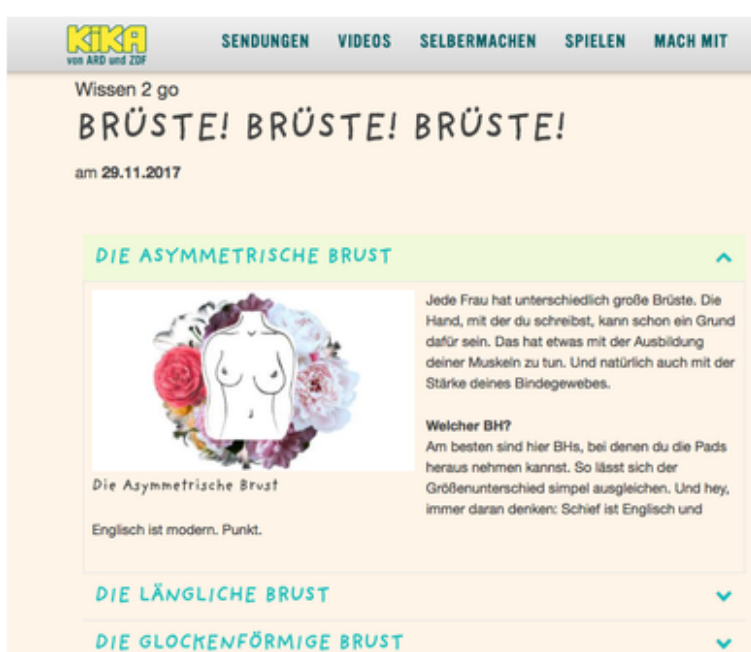 KiKA
von ARD und ZDF
SENDUNGEN VIDEOS SELBERMACHEN SPIELEN MACH MIT
Wissen 2 go
BRÜSTE! BRÜSTE! BRÜSTE!
am 29.11.2017
DIE ASYMMETRISCHE BRUST
Jede Frau hat unterschiedlich große Brüste. Die
Hand, mit der du schreibst, kann schon ein Grund
dafür sein. Das hat etwas mit der Ausbildung
deiner Muskeln zu tun. Und natürlich auch mit der
Stärke deines Bindegewebes.
Welcher BH?
Am besten sind hier BHs, bei denen du die Pads
heraus nehmen kannst. So lässt sich der
Größenunterschied simpel ausgleichen. Und hey,
immer daran denken: Schief ist Englisch und
Englisch ist modern. Punkt.
Die Asymmetrische Brust
DIE LÄNGLICHE BRUST
DIE GLOCKENFÖRMIGE BRUST